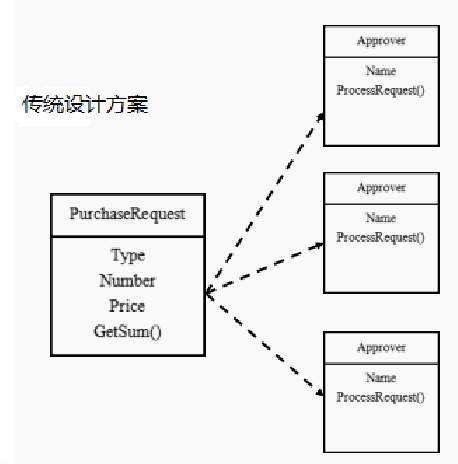 传统设计方案
PurchaseRequest
Type
Number
Price
GetSum()
Approver
Name
ProcessRequest()
Approver
Name
ProcessRequest()
Approver
Name
ProcessRequest()